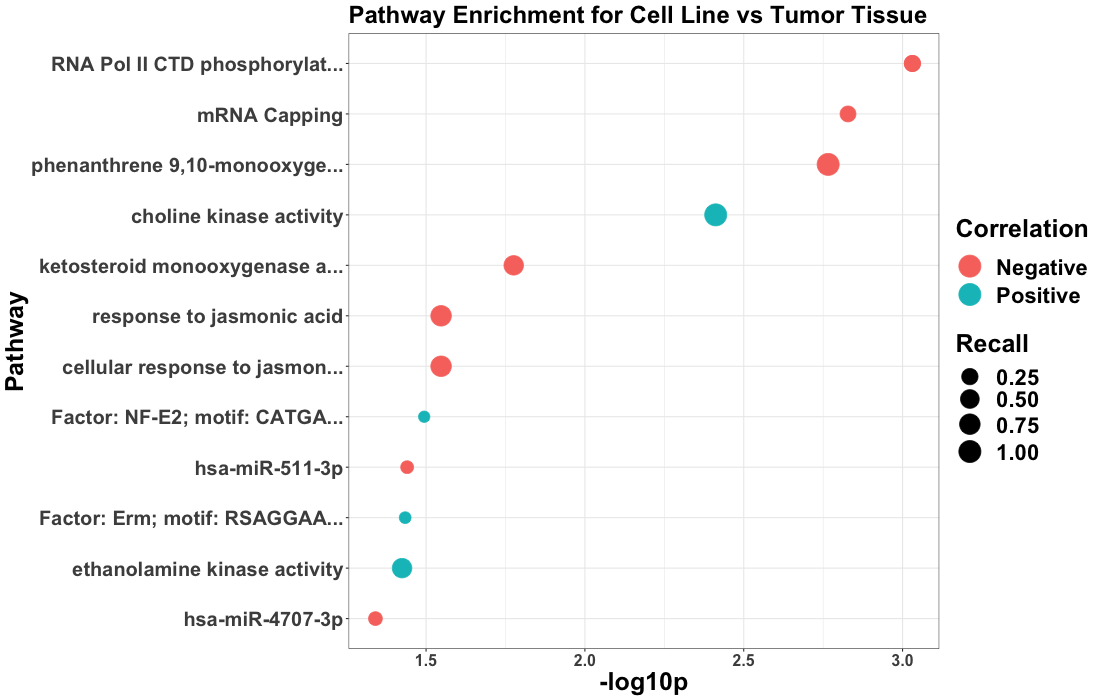 Pathway Enrichment for Cell Line vs Tumor Tissue
RNA Pol II CTD phosphorylat...
mRNA Capping
phenanthrene 9,10-monooxyge...
choline kinase activity
ketosteroid monooxygenase a...
response to jasmonic acid
cellular response to jasmon...
Factor: NF-E2; motif: CATGA...
hsa-miR-511-3p
Factor: Erm; motif: RSAGGAA...
ethanolamine kinase activity
hsa-miR-4707-3p
Pathway
1.5 2.0 2.5 3.0
-log10p
Correlation
Negative
Positive
Recall
0.25
0.50
0.75
1.00